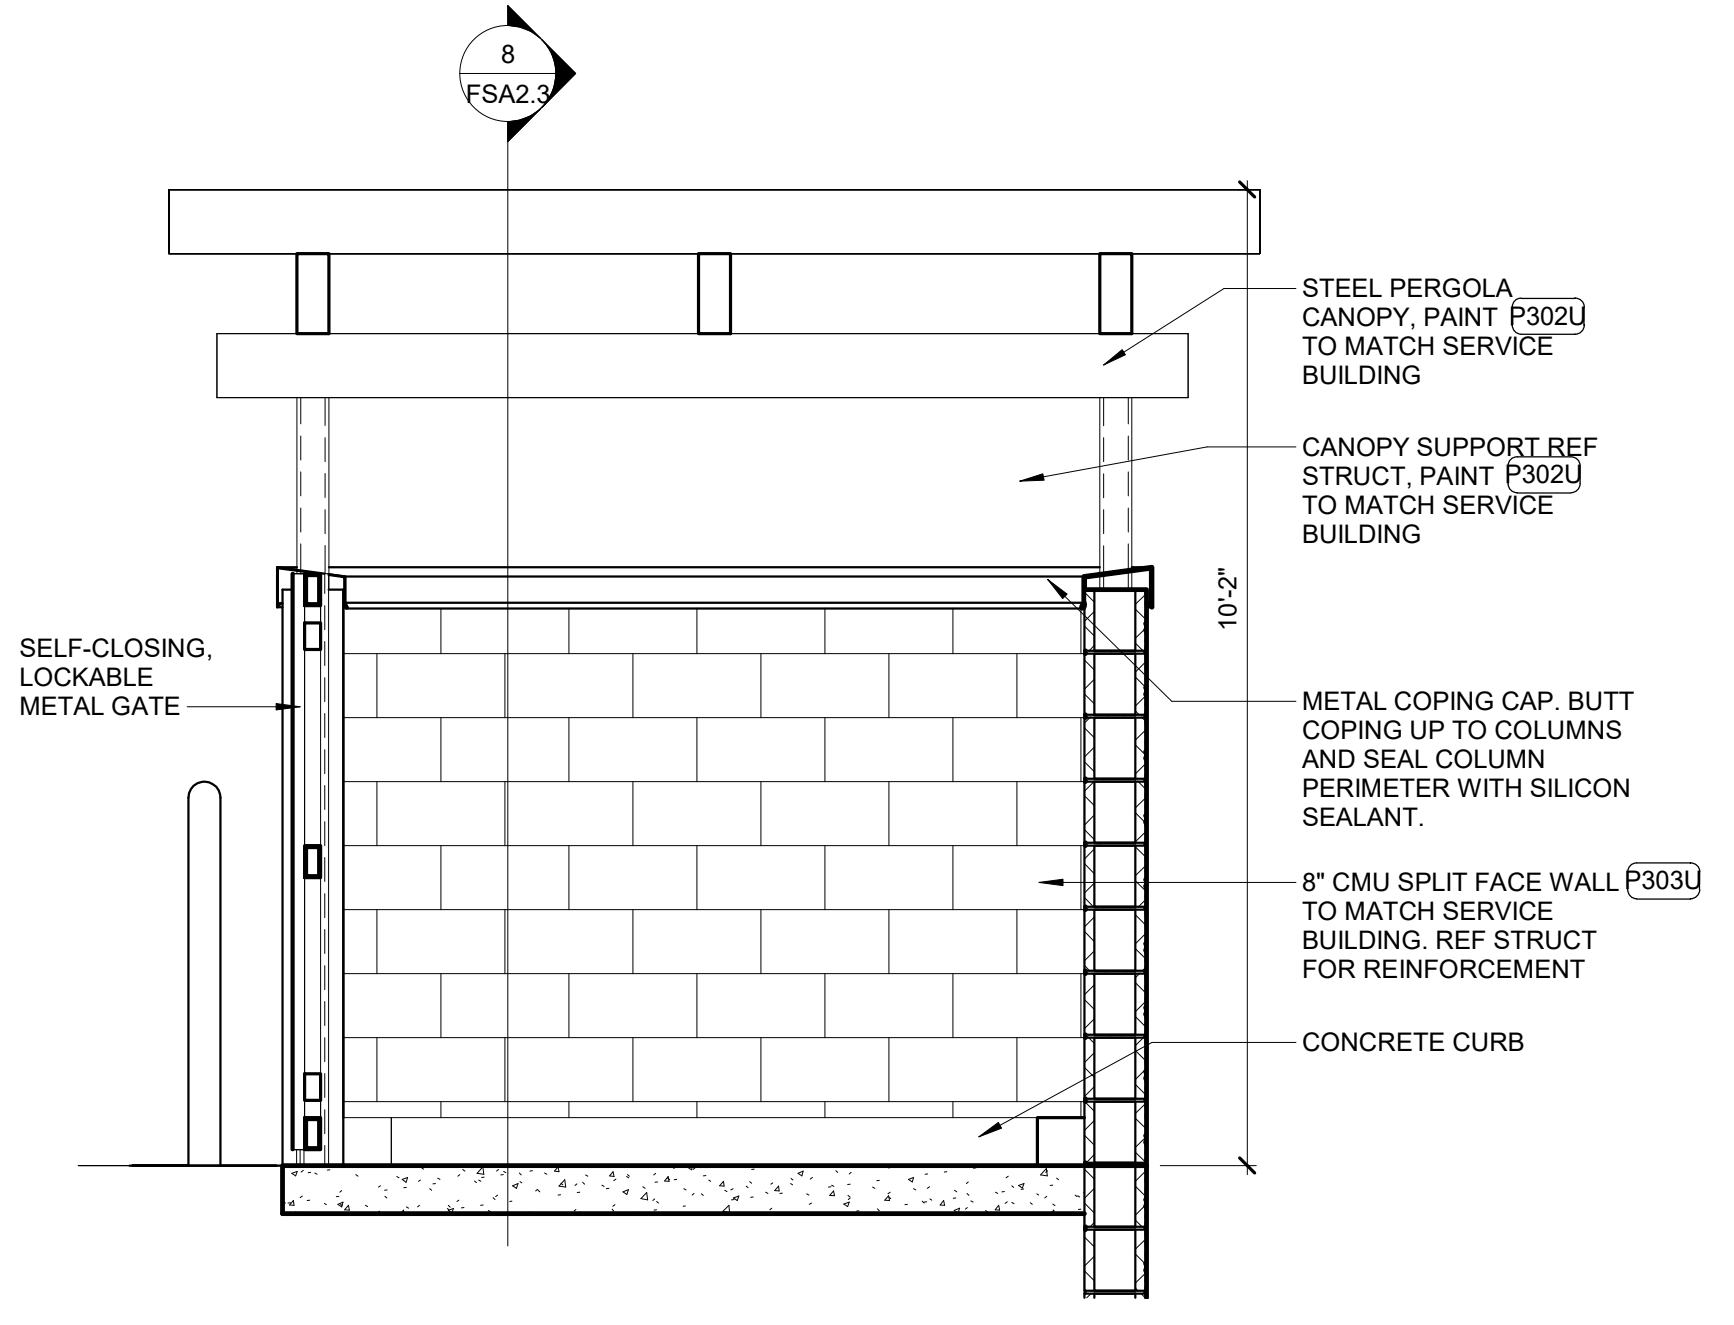 8
FSA2.3
STEEL PERGOLA
CANOPY, PAINT P302U
TO MATCH SERVICE
BUILDING
CANOPY SUPPORT REF
STRUCT, PAINT P302U
TO MATCH SERVICE
BUILDING
10'-2"
SELF-CLOSING,
LOCKABLE
METAL GATE
METAL COPING CAP. BUTT
COPING UP TO COLUMNS
AND SEAL COLUMN
PERIMETER WITH SILICON
SEALANT.
8" CMU SPLIT FACE WALL P303U
TO MATCH SERVICE
BUILDING. REF STRUCT
FOR REINFORCEMENT
CONCRETE CURB